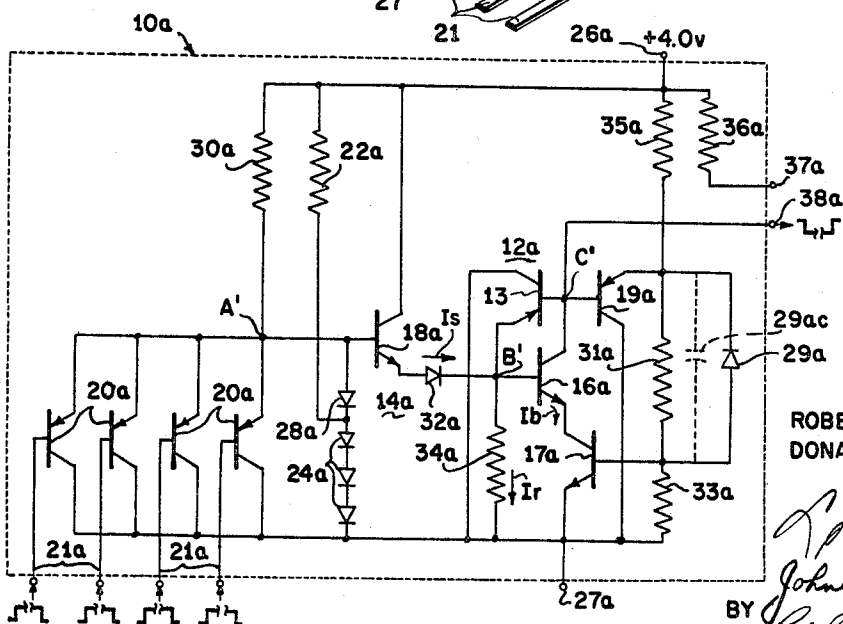 27
21
10a
26a +4.0v
30a
22a
35a
36a
37a
38a
12a
C'
13
19a
A'
Is
18a
B'
31a
29ac
29a
16a
14a
32a
28a
Ib
17a
34a
24a
Ir
33a
20a
20a
21a
21a
27a
ROBE
DONA
BY
John